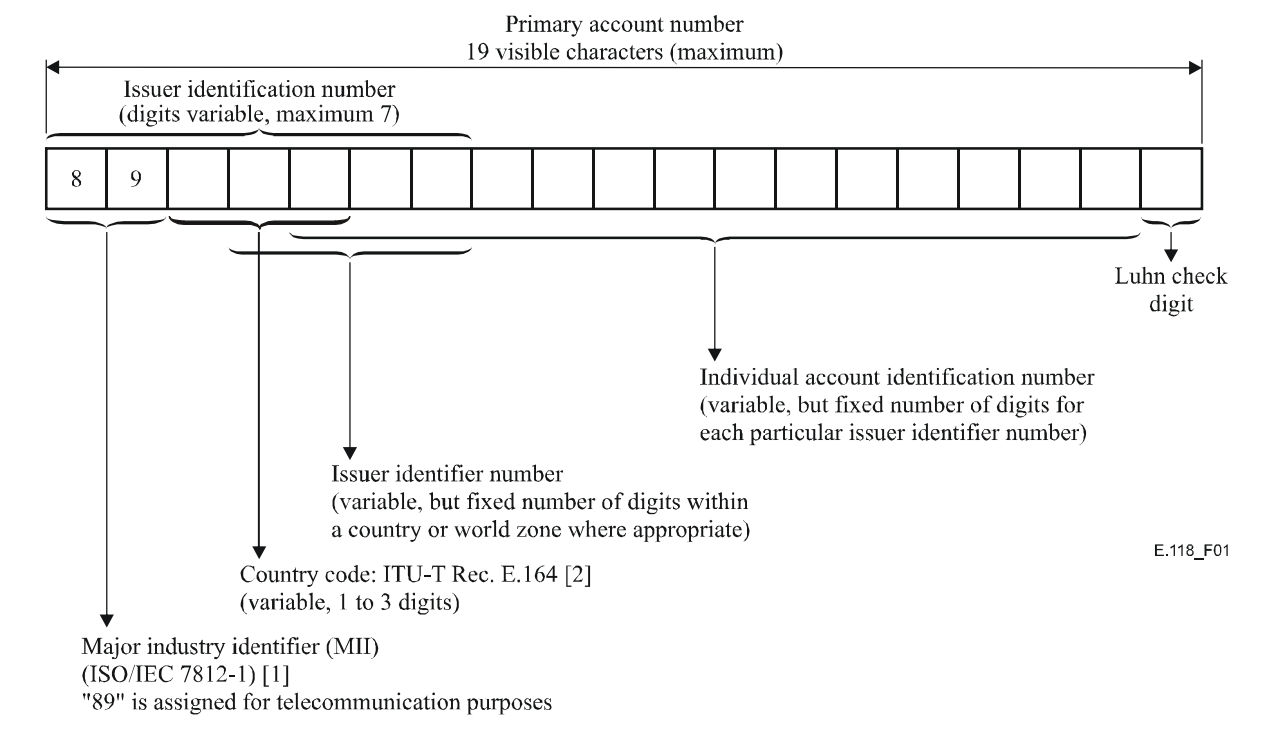 Primary account number
19 visible characters (maximum)
Issuer identification number
(digits variable, maximum 7)
8 9
Luhn check
digit
Individual account identification number
(variable, but fixed number of digits for
each particular issuer identifier number)
Issuer identifier number
(variable, but fixed number of digits within
a country or world zone where appropriate)
E.118_F01
Country code: ITU-T Rec. E.164 [2]
(variable, 1 to 3 digits)
Major industry identifier (MII)
(ISO/IEC 7812-1) [1]
"89" is assigned for telecommunication purposes